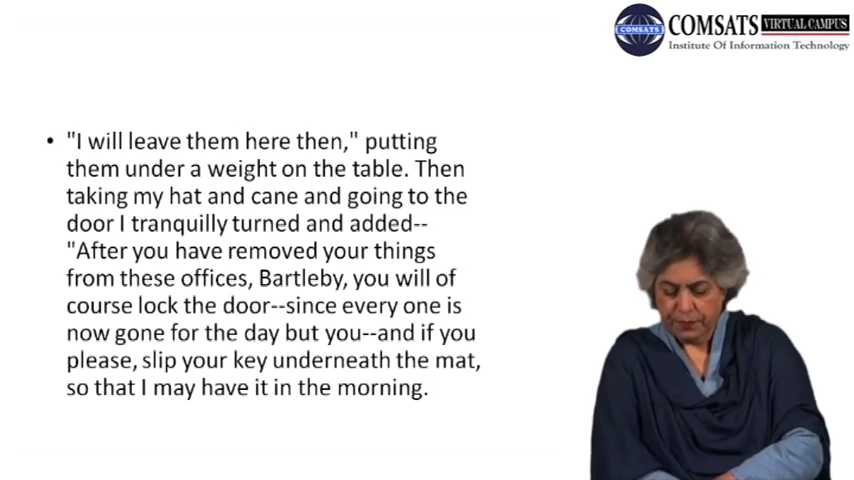 COMSATS VIRTUAL CAMPUS
Institute Of Information Technology
COMSATS
• "I will leave them here then," putting
them under a weight on the table. Then
taking my hat and cane and going to the
door I tranquilly turned and added--
"After you have removed your things
from these offices, Bartleby, you will of
course lock the door--since every one is
now gone for the day but you--and if you
please, slip your key underneath the mat,
so that I may have it in the morning.